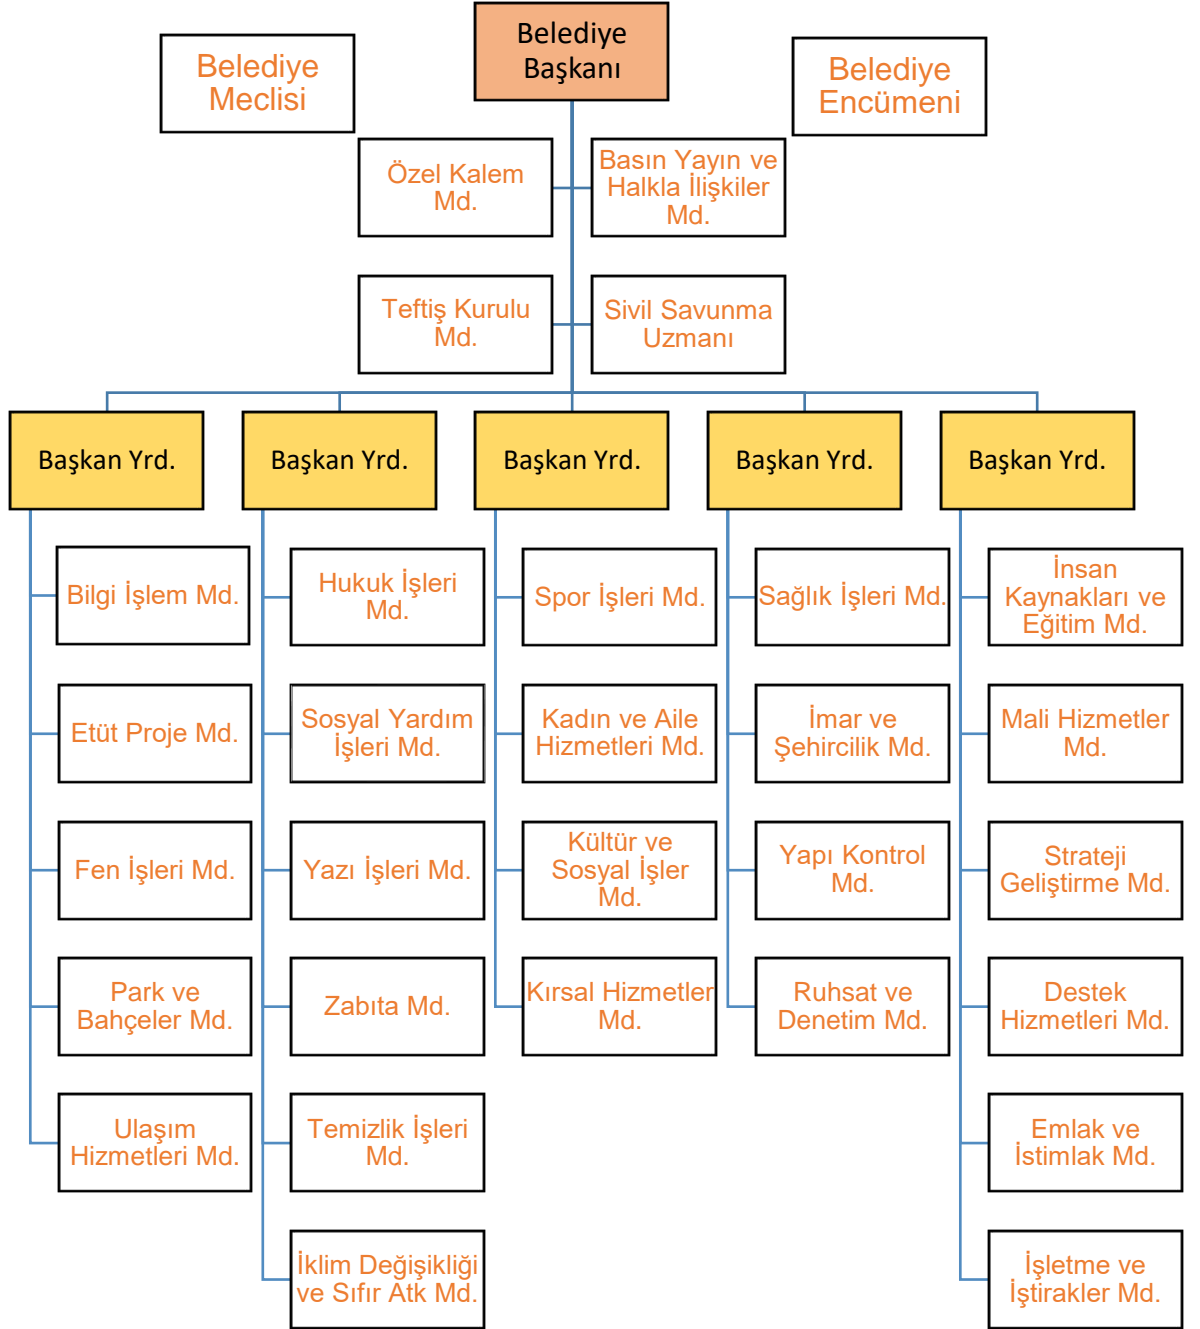 Belediye
Başkanı
Belediye
Meclisi
Belediye
Encümeni
Özel Kalem
Md.
Basın Yayın ve
Halkla İlişkiler
Md.
Teftiş Kurulu
Md.
Sivil Savunma
Uzmanı
Başkan Yrd.
Başkan Yrd.
Başkan Yrd.
Başkan Yrd.
Başkan Yrd.
Bilgi İşlem Md.
Etüt Proje Md.
Fen İşleri Md.
Park ve
Bahçeler Md.
Ulaşım
Hizmetleri Md.
Hukuk İşleri
Md.
Sosyal Yardım
İşleri Md.
Yazı İşleri Md.
Zabıta Md.
Temizlik İşleri
Md.
İklim Değişikliği
ve Sıfır Atk Md.
Spor İşleri Md.
Kadın ve Aile
Hizmetleri Md.
Kültür ve
Sosyal İşler
Md.
Kırsal Hizmetler
Md.
Sağlık İşleri Md.
İmar ve
Şehircilik Md.
Yapı Kontrol
Md.
Ruhsat ve
Denetim Md.
İnsan
Kaynakları ve
Eğitim Md.
Mali Hizmetler
Md.
Strateji
Geliştirme Md.
Destek
Hizmetleri Md.
Emlak ve
İstimlak Md.
İşletme ve
İştirakler Md.